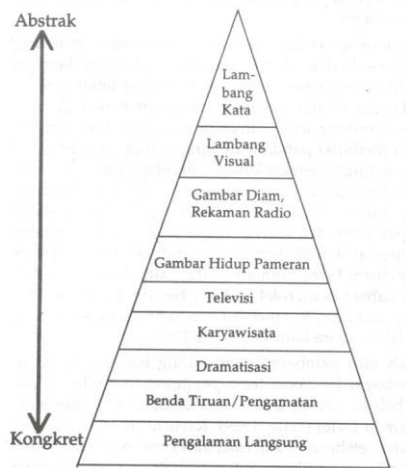 Abstrak
Lam-
bang
Kata
Lambang
Visual
Gambar Diam,
Rekaman Radio
Gambar Hidup Pameran
Televisi
Karyawisata
Dramatisasi
Benda Tiruan/Pengamatan
Pengalaman Langsung
Kongkret